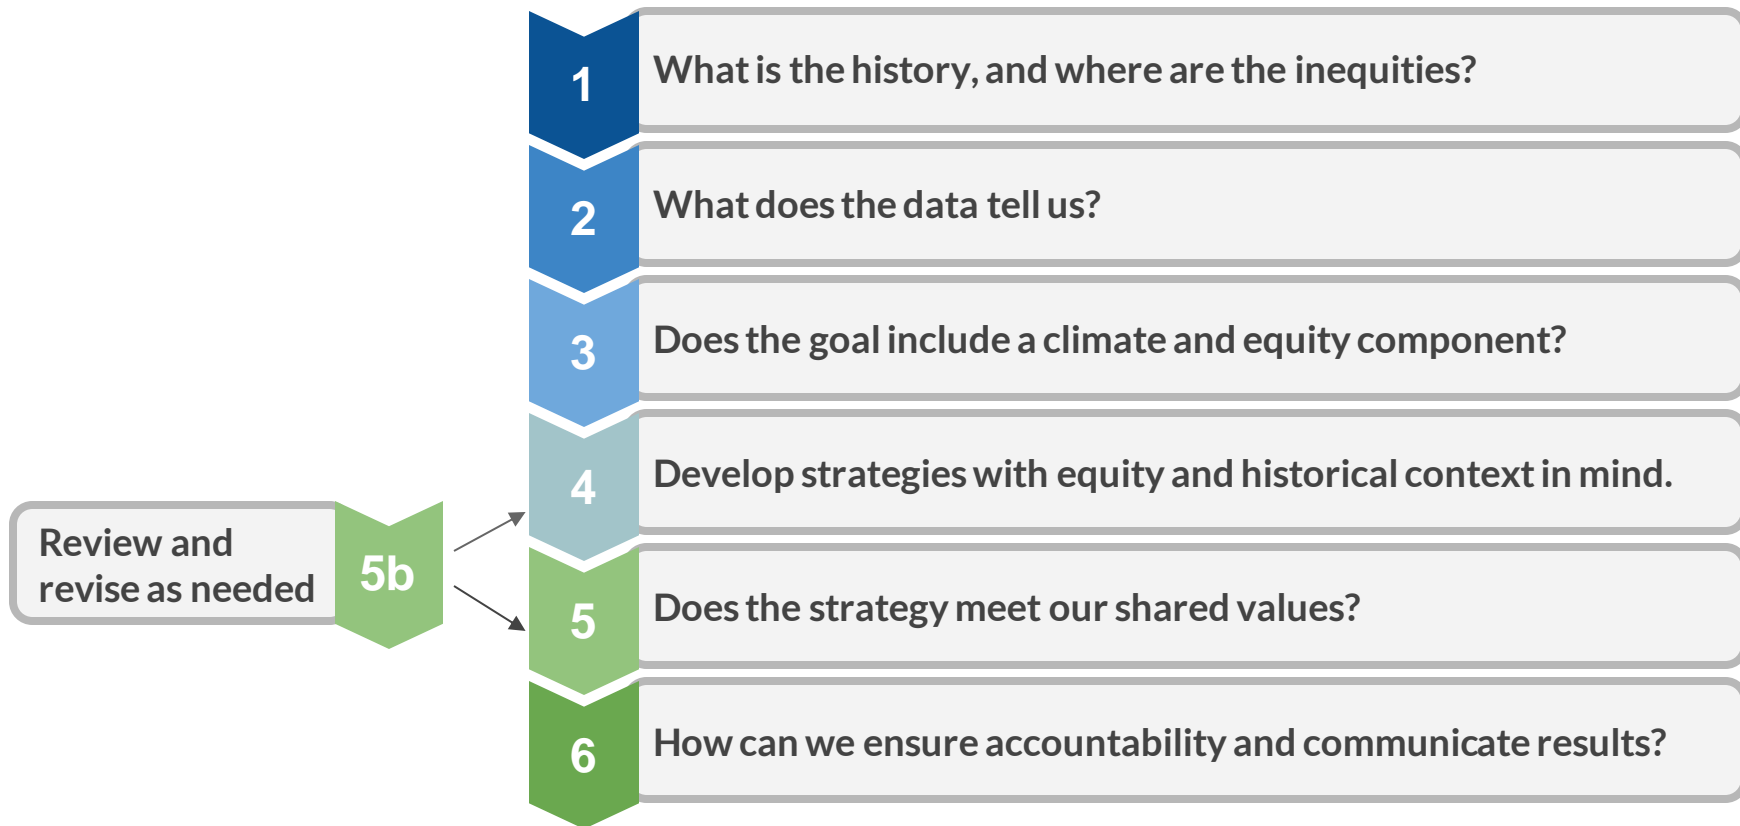 1
What is the history, and where are the inequities?
2
What does the data tell us?
3
Does the goal include a climate and equity component?
4
Develop strategies with equity and historical context in mind.
Review and
revise as needed
5b
5
Does the strategy meet our shared values?
6
How can we ensure accountability and communicate results?